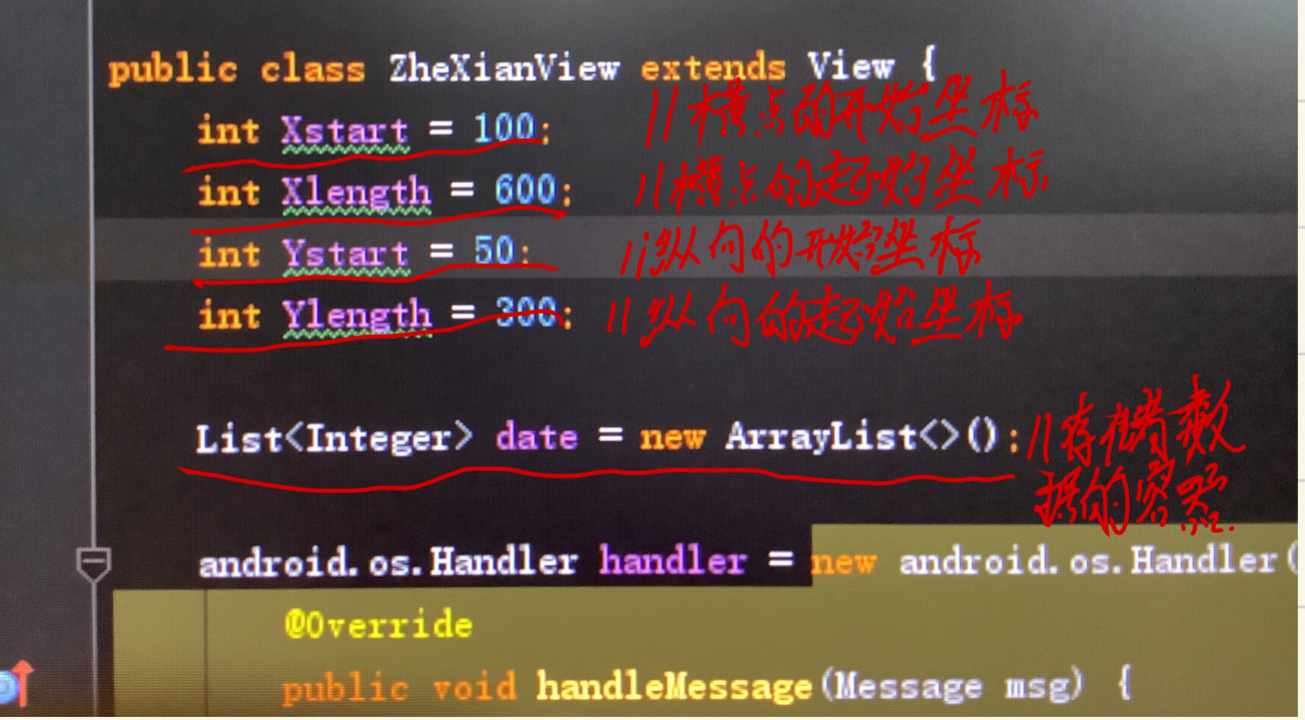 public class ZheXianView extends View {
int Xstart = 100; //横点的开始坐标
int Xlength = 600; //横点的起始坐标
int Ystart = 50; //纵向的开始坐标
int Ylength = 300; //纵向的起始坐标
List<Integer> date = new ArrayList<>(); //存储数
据的容器.
android.os.Handler handler = new android.os.Handler(
@Override
public void handleMessage(Message msg) {